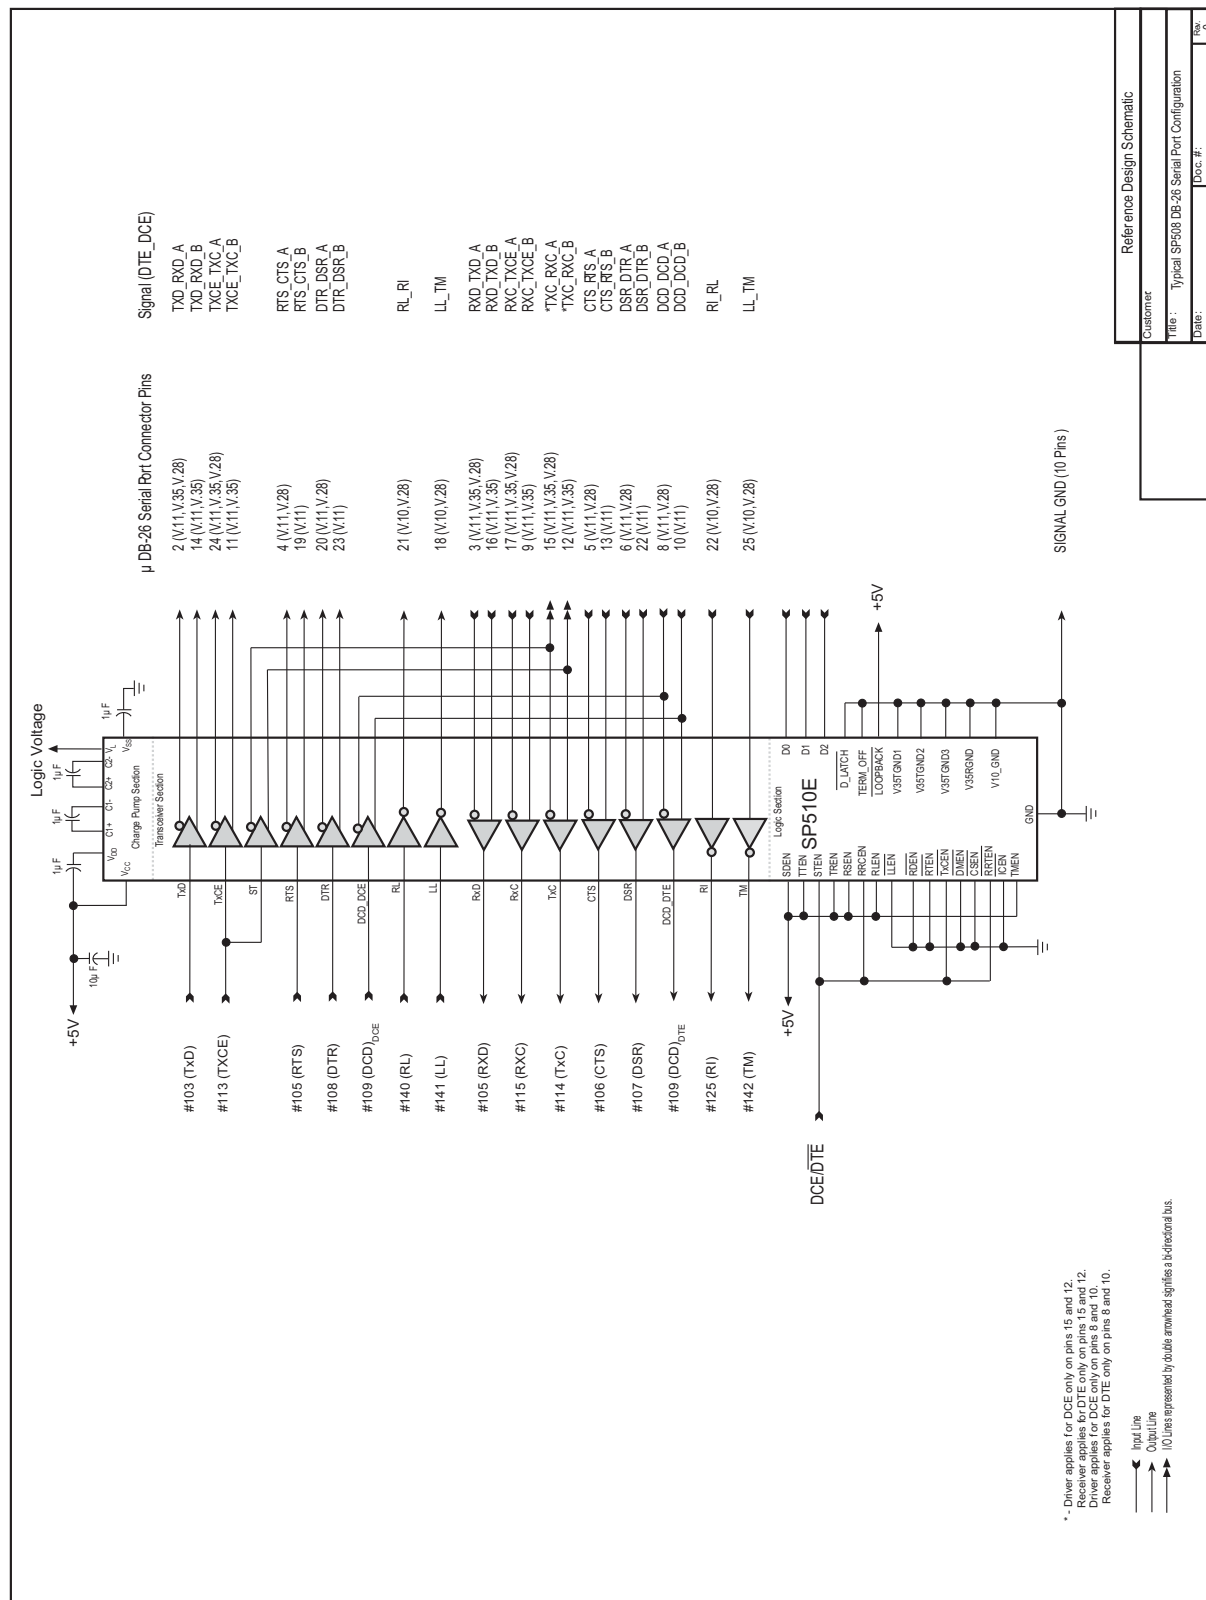 µ DB-26 Serial Port Connector Pins
Signal (DTE_DCE)
Logic Voltage
+5V
10µ F
1µ F
1µ F
1µ F
1µ F
VCC
VDD
C1+
C1-
C2+
C2-
VL
VSS
Charge Pump Section
Transceiver Section
#103 (TxD)
TxD
2 (V.11,V.35,V.28)
TXD_RXD_A
14 (V.11,V.35)
TXD_RXD_B
#113 (TXCE)
TxCE
24 (V.11,V.35,V.28)
TXCE_TXC_A
11 (V.11,V.35)
TXCE_TXC_B
ST
#105 (RTS)
RTS
4 (V.11,V.28)
RTS_CTS_A
19 (V.11)
RTS_CTS_B
#108 (DTR)
DTR
20 (V.11,V.28)
DTR_DSR_A
23 (V.11)
DTR_DSR_B
#109 (DCD)DCE
DCD_DCE
#140 (RL)
RL
21 (V.10,V.28)
RL_RI
#141 (LL)
LL
18 (V.10,V.28)
LL_TM
#105 (RXD)
RxD
3 (V.11,V.35,V.28)
RXD_TXD_A
16 (V.11,V.35)
RXD_TXD_B
#115 (RXC)
RxC
17 (V.11,V.35,V.28)
RXC_TXCE_A
9 (V.11,V.35)
RXC_TXCE_B
#114 (TxC)
TxC
15 (V.11,V.35,V.28)
*TXC_RXC_A
12 (V.11,V.35)
*TXC_RXC_B
#106 (CTS)
CTS
5 (V.11,V.28)
CTS_RTS_A
13 (V.11)
CTS_RTS_B
#107 (DSR)
DSR
6 (V.11,V.28)
DSR_DTR_A
22 (V.11)
DSR_DTR_B
#109 (DCD)DTE
DCD_DTE
8 (V.11,V.28)
DCD_DCD_A
10 (V.11)
DCD_DCD_B
#125 (RI)
RI
22 (V.10,V.28)
RI_RL
#142 (TM)
TM
25 (V.10,V.28)
LL_TM
Logic Section
SP510E
+5V
DCE/DTE
SDEN
TTEN
STEN
TREN
RSEN
RRCEN
RLEN
LLEN
RDEN
RTEN
TxCEN
DMEN
CSEN
RRTEN
ICEN
TMEN
D0
D1
D2
D_LATCH
TERM_OFF
LOOPBACK
V35TGND1
V35TGND2
V35TGND3
V35RGND
V10_GND
GND
+5V
SIGNAL GND (10 Pins)
* - Driver applies for DCE only on pins 15 and 12.
Receiver applies for DTE only on pins 15 and 12.
Driver applies for DCE only on pins 8 and 10.
Receiver applies for DTE only on pins 8 and 10.
Input Line
Output Line
I/O Lines represented by double arrowhead signifies a bi-directional bus.
Reference Design Schematic
Customer:
Title : Typical SP508 DB-26 Serial Port Configuration
Date:
Doc. #:
Rev.